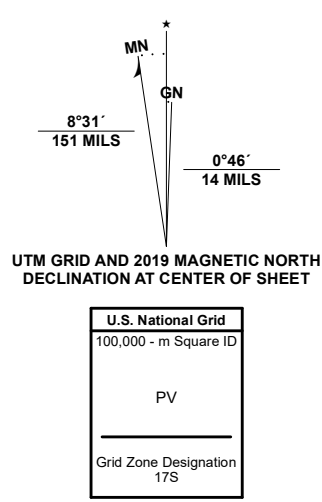 MN
GN
8°31´
151 MILS
0°46´
14 MILS
UTM GRID AND 2019 MAGNETIC NORTH
DECLINATION AT CENTER OF SHEET
U.S. National Grid
100,000 - m Square ID
PV
Grid Zone Designation
17S